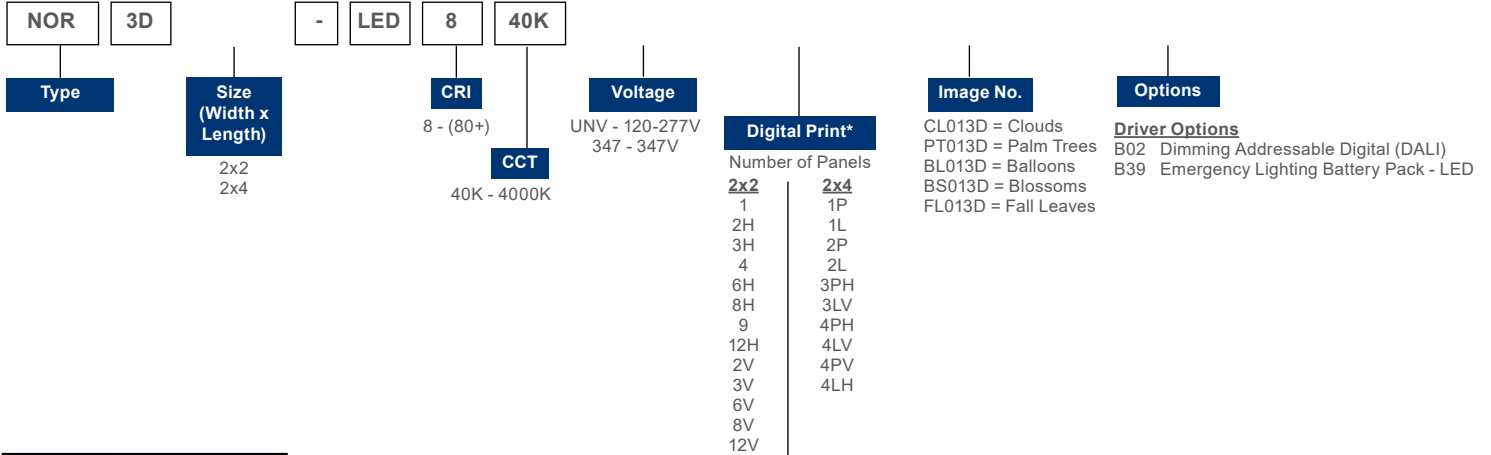 NOR 3D - LED 8 40K
Type
Size
(Width x
Length)
2x2
2x4
CRI
8 - (80+)
CCT
40K - 4000K
Voltage
UNV - 120-277V
347 - 347V
Digital Print*
Number of Panels
2x2 2x4
1 1P
2H 1L
3H 2P
4 2L
6H 3PH
8H 3LV
9 4PH
12H 4LV
2V 4PV
3V 4LH
6V
8V
12V
Image No.
CL013D = Clouds
PT013D = Palm Trees
BL013D = Balloons
BS013D = Blossoms
FL013D = Fall Leaves
Options
Driver Options
B02 Dimming Addressable Digital (DALI)
B39 Emergency Lighting Battery Pack - LED